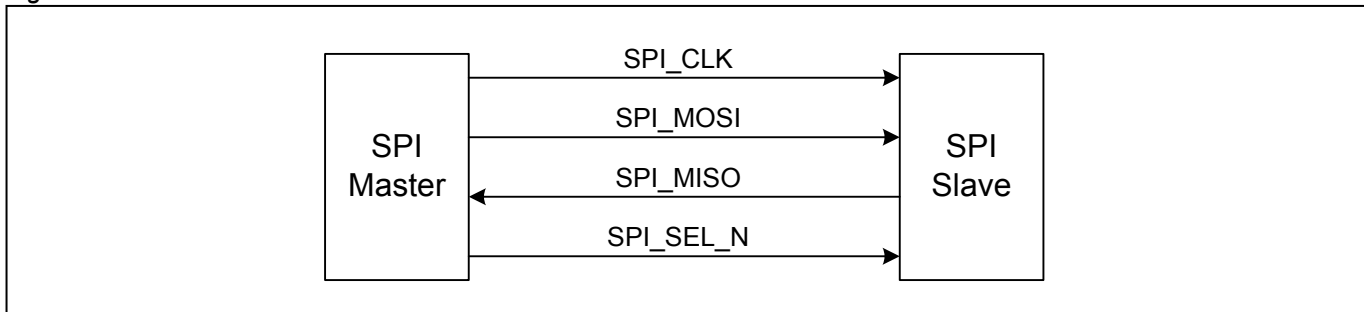 SPI_CLK
SPI_MOSI
SPI
Master
SPI_MISO
SPI
Slave
SPI_SEL_N